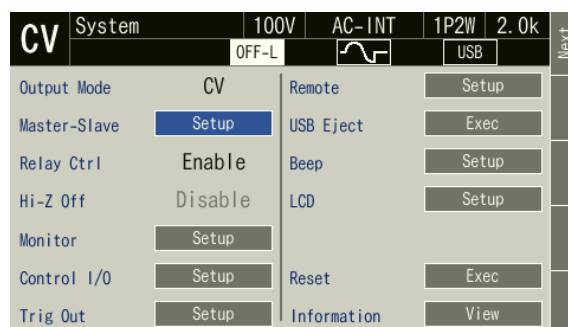 CV System 100V AC-INT 1P2W 2.0k
OFF-L USB
Next
Output Mode CV
Master-Slave Setup
Relay Ctrl Enable
Hi-Z Off Disable
Monitor Setup
Control I/O Setup
Trig Out Setup
Remote Setup
USB Eject Exec
Beep Setup
LCD Setup
Reset Exec
Information View